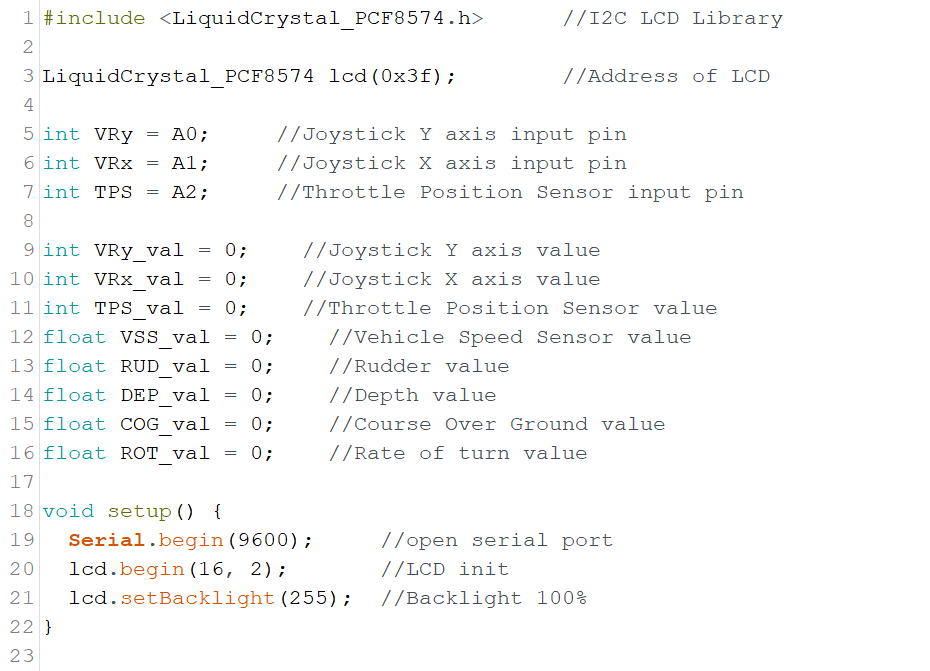 1 #include <LiquidCrystal_PCF8574.h> //I2C LCD Library
2
3 LiquidCrystal_PCF8574 lcd(0x3f); //Address of LCD
4
5 int VRy = A0; //Joystick Y axis input pin
6 int VRx = A1; //Joystick X axis input pin
7 int TPS = A2; //Throttle Position Sensor input pin
8
9 int VRy_val = 0; //Joystick Y axis value
10 int VRx_val = 0; //Joystick X axis value
11 int TPS_val = 0; //Throttle Position Sensor value
12 float VSS_val = 0; //Vehicle Speed Sensor value
13 float RUD_val = 0; //Rudder value
14 float DEP_val = 0; //Depth value
15 float COG_val = 0; //Course Over Ground value
16 float ROT_val = 0; //Rate of turn value
17
18 void setup() {
19 Serial.begin(9600); //open serial port
20 lcd.begin(16, 2); //LCD init
21 lcd.setBacklight(255); //Backlight 100%
22 }
23